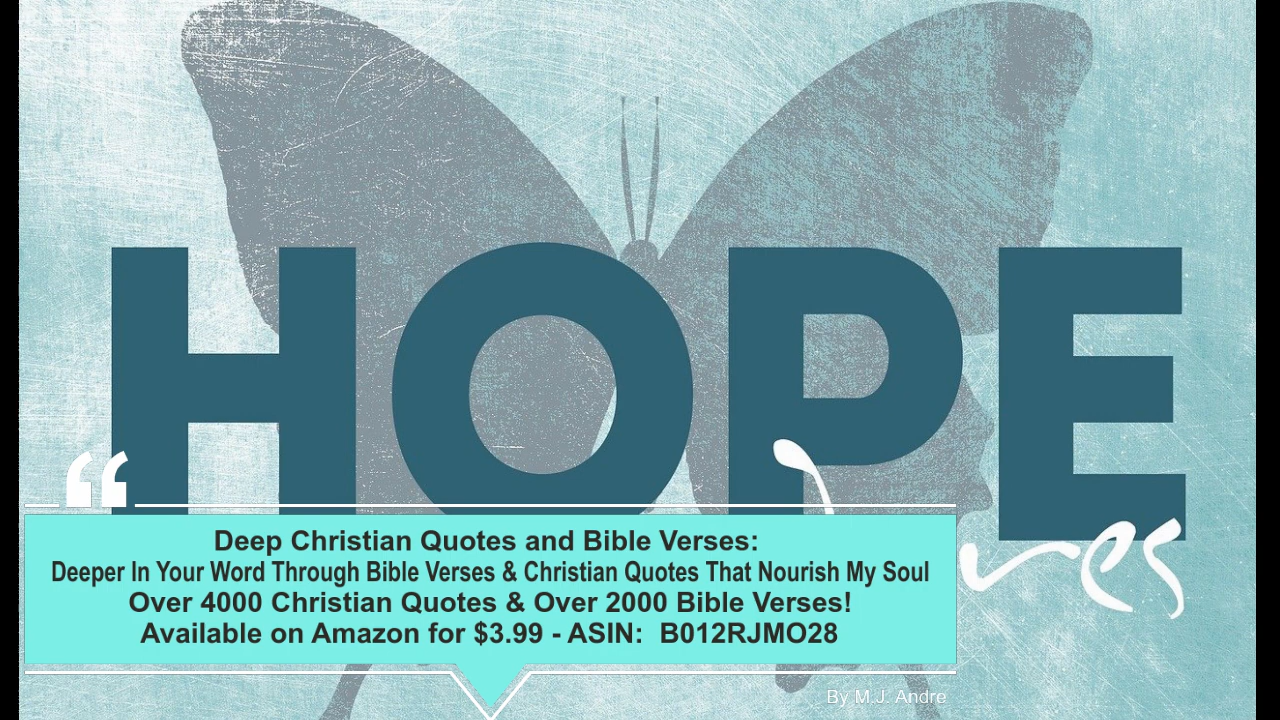 HOPE
“
ves
Deep Christian Quotes and Bible Verses:
Deeper In Your Word Through Bible Verses & Christian Quotes That Nourish My Soul
Over 4000 Christian Quotes & Over 2000 Bible Verses!
Available on Amazon for $3.99 - ASIN: B012RJMO28
By M.J. Andre